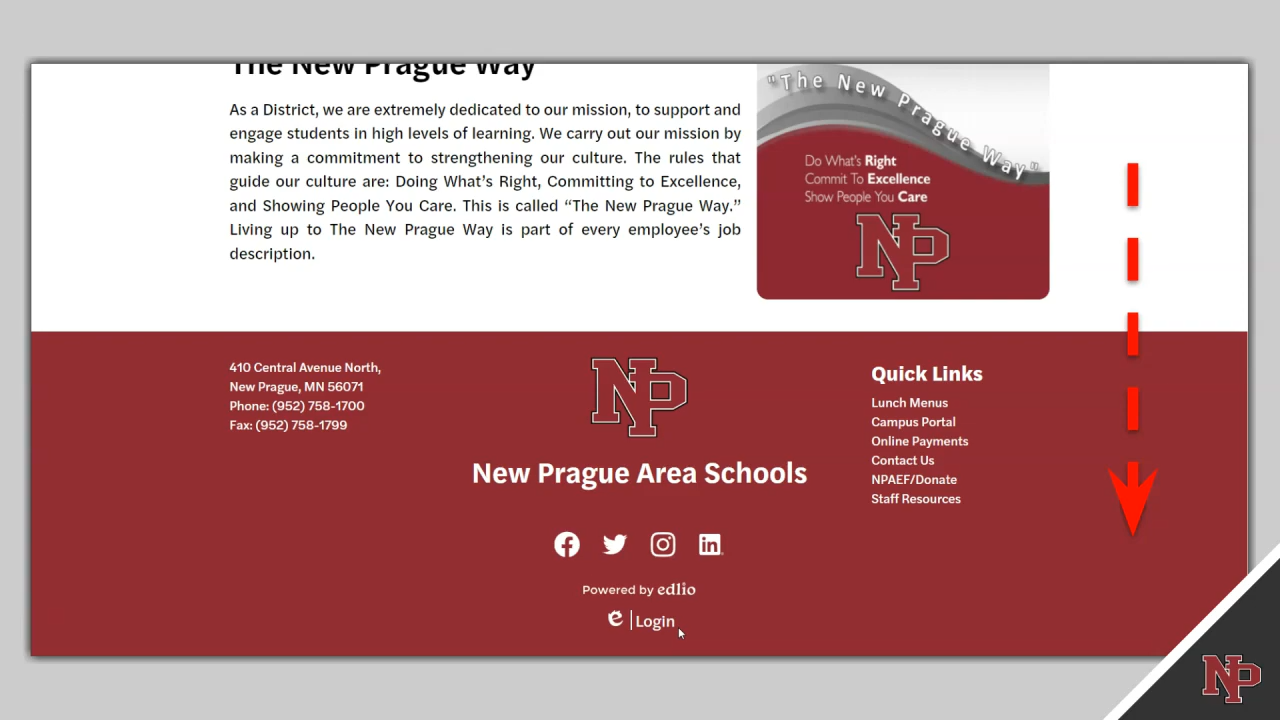 The New Prague Way
As a District, we are extremely dedicated to our mission, to support and
engage students in high levels of learning. We carry out our mission by
making a commitment to strengthening our culture. The rules that
guide our culture are: Doing What's Right, Committing to Excellence,
and Showing People You Care. This is called “The New Prague Way.”
Living up to The New Prague Way is part of every employee's job
description.
"The New Prague Way"
Do What's Right
Commit To Excellence
Show People You Care
NP
410 Central Avenue North,
New Prague, MN 56071
Phone: (952) 758-1700
Fax: (952) 758-1799
NP
New Prague Area Schools
Powered by edlio
e | Login
Quick Links
Lunch Menus
Campus Portal
Online Payments
Contact Us
NPAEF/Donate
Staff Resources
NP